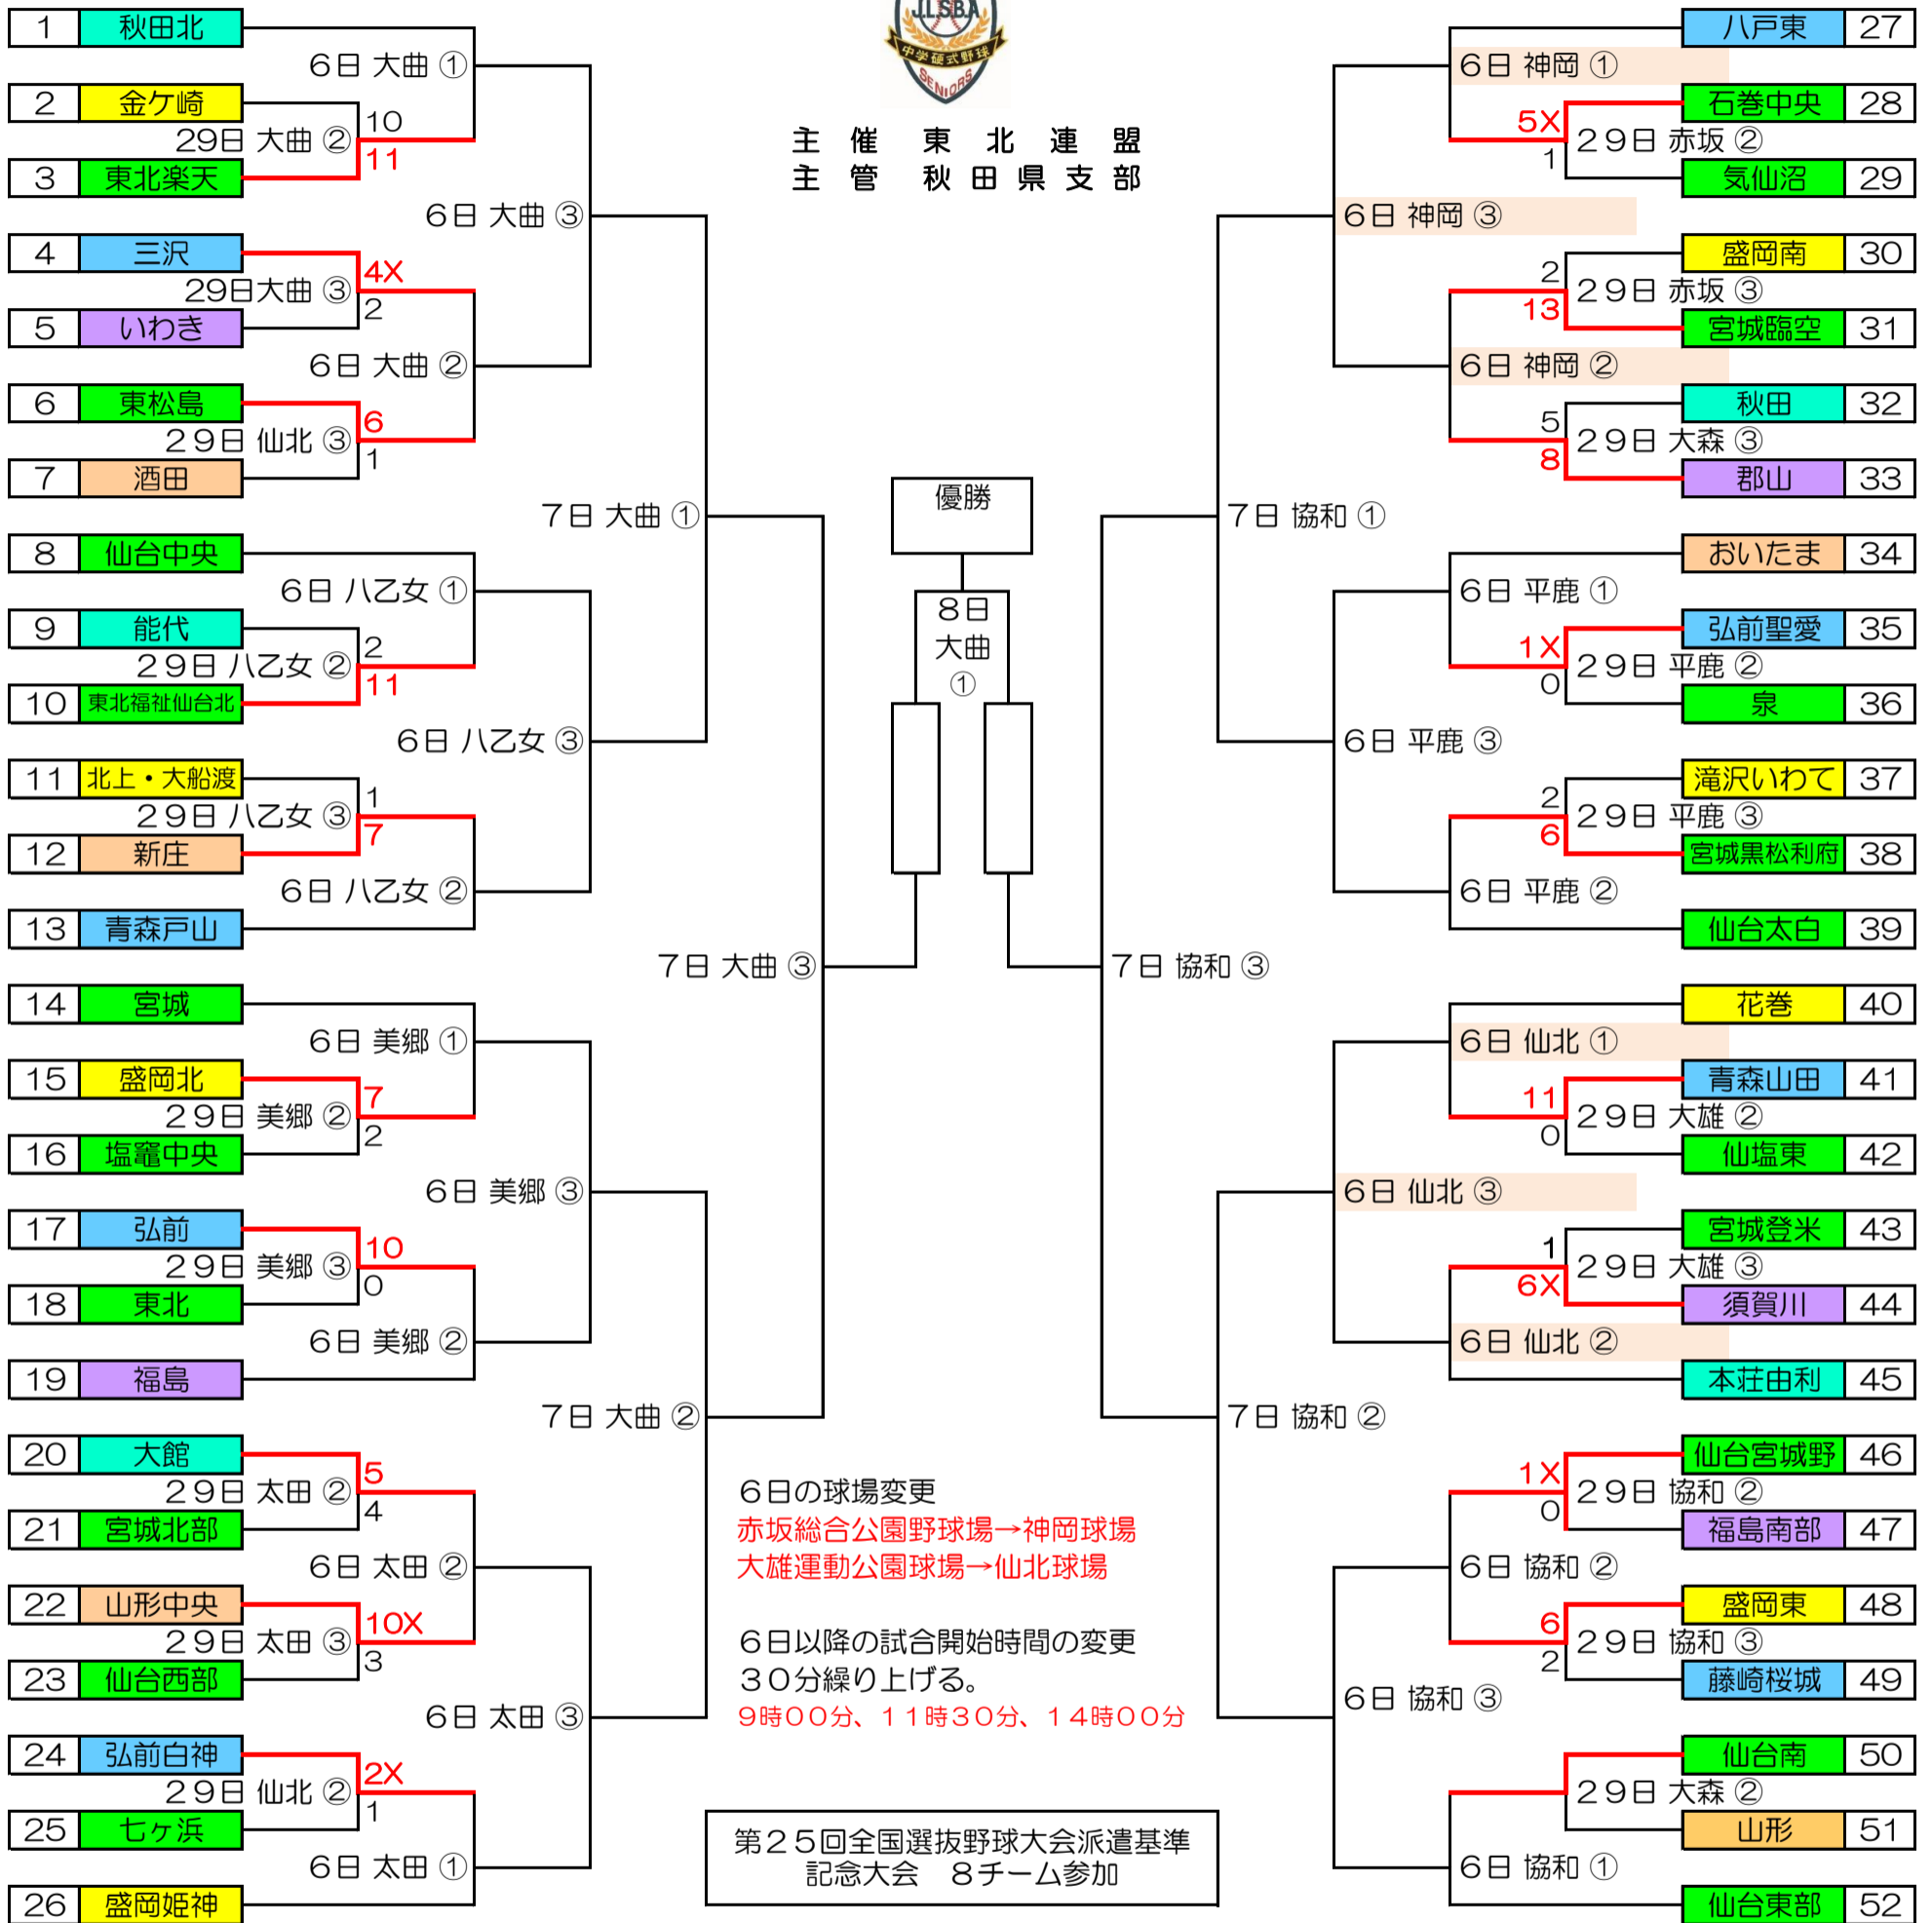 J.L.S.B.A
中学硬式野球
SENIORS
主催 東北連盟
主管 秋田県支部
1 秋田北
6日 大曲 ①
2 金ケ崎
10
29日 大曲 ②
11
3 東北楽天
6日 大曲 ③
4 三沢
4X
29日大曲 ③
2
5 いわき
6日 大曲 ②
6 東松島
6
29日 仙北 ③
1
7 酒田
7日 大曲 ①
8 仙台中央
6日 八乙女 ①
9 能代
2
29日 八乙女 ②
11
10 東北福祉仙台北
6日 八乙女 ③
11 北上・大船渡
1
29日 八乙女 ③
7
12 新庄
6日 八乙女 ②
13 青森戸山
7日 大曲 ③
14 宮城
6日 美郷 ①
15 盛岡北
7
29日 美郷 ②
2
16 塩竈中央
6日 美郷 ③
17 弘前
10
29日 美郷 ③
0
18 東北
6日 美郷 ②
19 福島
7日 大曲 ②
20 大館
5
29日 太田 ②
4
21 宮城北部
6日 太田 ②
22 山形中央
10X
29日 太田 ③
3
23 仙台西部
6日 太田 ③
24 弘前白神
2X
29日 仙北 ②
1
25 七ヶ浜
6日 太田 ①
26 盛岡姫神
優勝
8日
大曲
①
6日の球場変更
赤坂総合公園野球場→神岡球場
大雄運動公園球場→仙北球場
6日以降の試合開始時間の変更
30分繰り上げる。
9時00分、11時30分、14時00分
第25回全国選抜野球大会派遣基準
記念大会 8チーム参加
八戸東 27
6日 神岡 ①
石巻中央 28
5X
29日 赤坂 ②
1
気仙沼 29
6日 神岡 ③
盛岡南 30
2
29日 赤坂 ③
13
宮城臨空 31
6日 神岡 ②
秋田 32
5
29日 大森 ③
8
郡山 33
7日 協和 ①
おいたま 34
6日 平鹿 ①
弘前聖愛 35
1X
29日 平鹿 ②
0
泉 36
6日 平鹿 ③
滝沢いわて 37
2
29日 平鹿 ③
6
宮城黒松利府 38
6日 平鹿 ②
仙台太白 39
7日 協和 ③
花巻 40
6日 仙北 ①
青森山田 41
11
29日 大雄 ②
0
仙塩東 42
6日 仙北 ③
宮城登米 43
1
29日 大雄 ③
6X
須賀川 44
6日 仙北 ②
本荘由利 45
7日 協和 ②
仙台宮城野 46
1X
29日 協和 ②
0
福島南部 47
6日 協和 ②
盛岡東 48
6
29日 協和 ③
2
藤崎桜城 49
6日 協和 ③
仙台南 50
29日 大森 ②
山形 51
6日 協和 ①
仙台東部 52